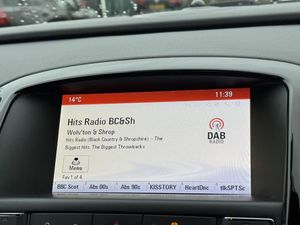 14°C
11:39
Hits Radio BC&Sh
Wolv'ton & Shrop
Hits Radio (Black Country & Shropshire) -- The
Biggest Hits. The Biggest Throwbacks
DAB
RADIO
Menu
Fav 1 of 4
BBC Scot
Abs 00s
Abs 90s
KISSTORY
HeartDnc
tlkSPTSc